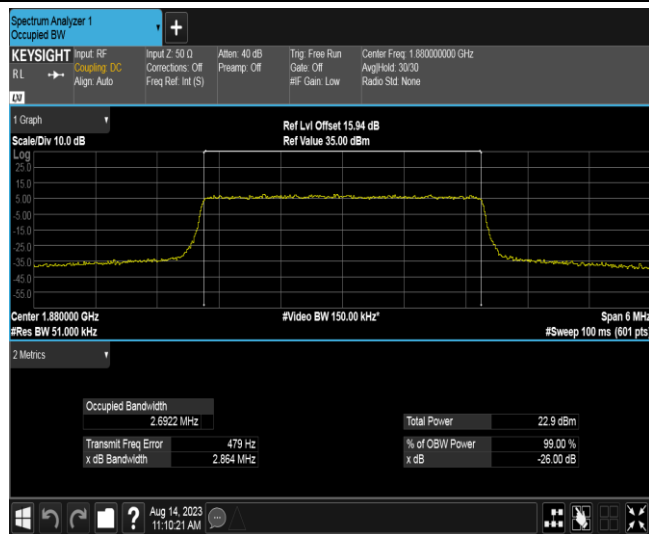 Spectrum Analyzer 1
Occupied BW
KEYSIGHT
RL
LXI
Input: RF
Coupling: DC
Align: Auto
Input Z: 50 Ω
Corrections: Off
Freq Ref: Int (S)
Atten: 40 dB
Preamp: Off
Trig: Free Run
Gate: Off
#IF Gain: Low
Center Freq: 1.880000000 GHz
Avg|Hold: 30/30
Radio Std: None
1 Graph
Scale/Div 10.0 dB
Ref Lvl Offset 15.94 dB
Ref Value 35.00 dBm
Log
25.0
15.0
5.00
-5.00
-15.0
-25.0
-35.0
-45.0
-55.0
Center 1.880000 GHz
#Res BW 51.000 kHz
#Video BW 150.00 kHz*
Span 6 MHz
#Sweep 100 ms (601 pts)
2 Metrics
Occupied Bandwidth
2.6922 MHz
Transmit Freq Error 479 Hz
x dB Bandwidth 2.864 MHz
Total Power 22.9 dBm
% of OBW Power 99.00 %
x dB -26.00 dB
?
Aug 14, 2023
11:10:21 AM